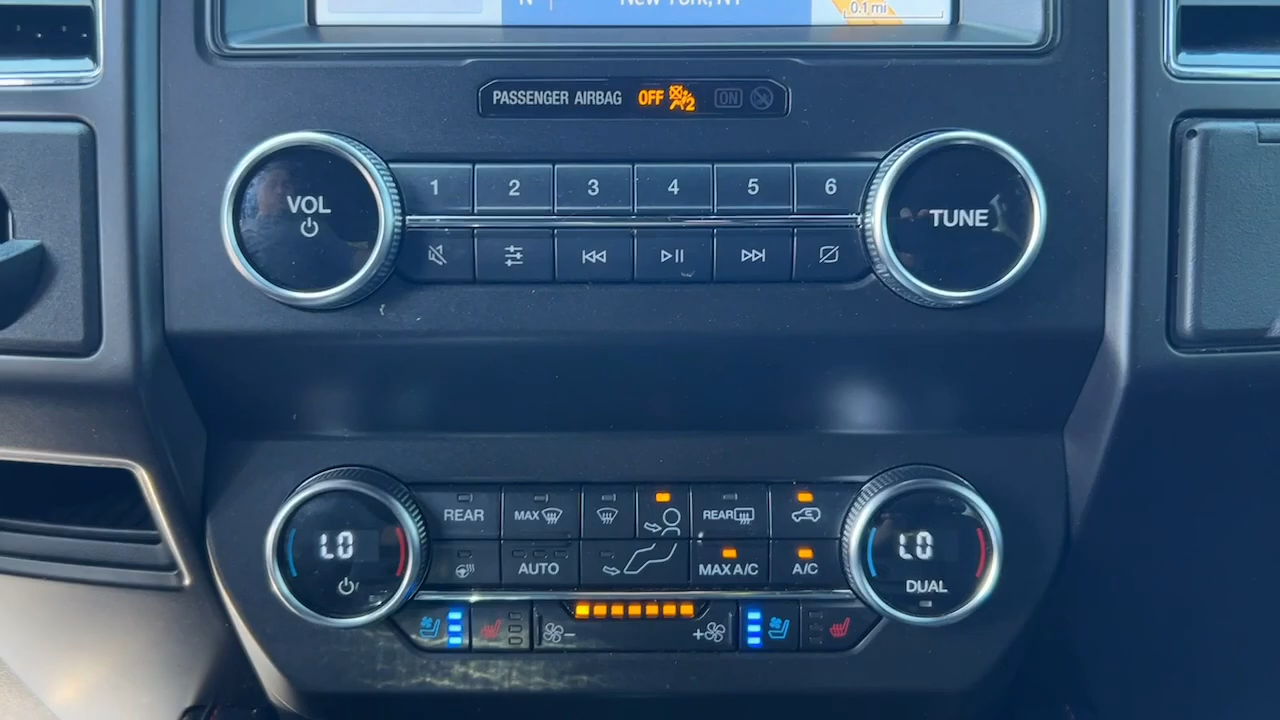 N New York, NY
0.1 mi
PASSENGER AIRBAG OFF 2 ON
VOL
1 2 3 4 5 6
TUNE
REAR MAX REAR
AUTO MAX A/C A/C
LO
LO
DUAL
- +